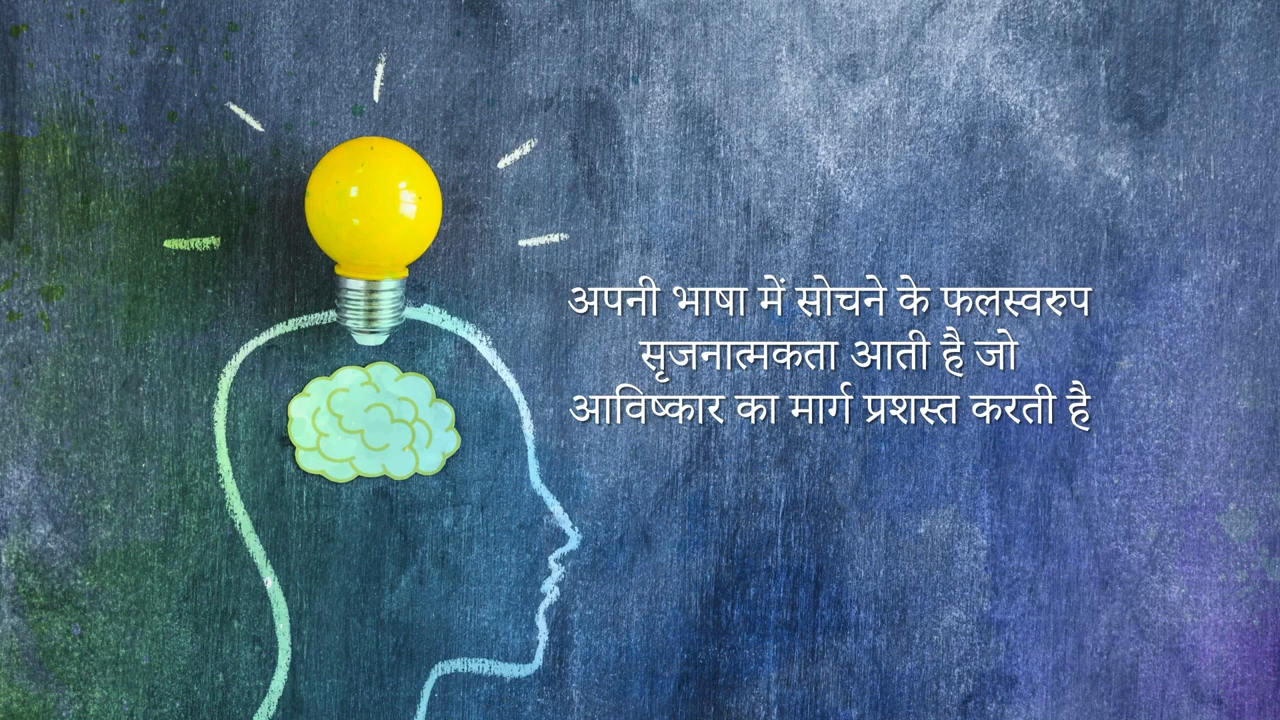 अपनी भाषा में सोचने के फलस्वरुप
सृजनात्मकता आती है जो
आविष्कार का मार्ग प्रशस्त करती है